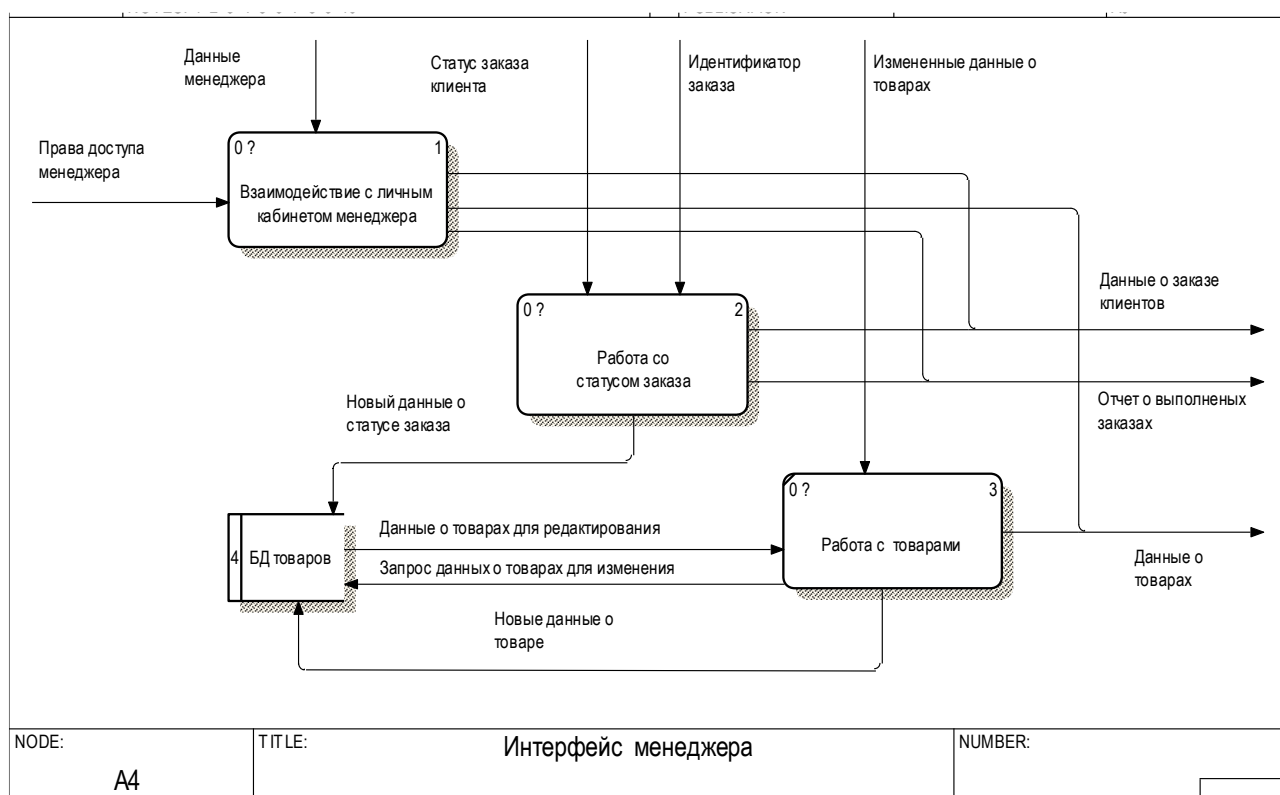 Данные
менеджера
Статус заказа
клиента
Идентификатор
заказа
Измененные данные о
товарах
Права доступа
менеджера
0 ?
1
Взаимодействие с личным
кабинетом менеджера
Данные о заказе
клиентов
0 ?
2
Работа со
статусом заказа
Отчет о выполненых
заказах
Новый данные о
статусе заказа
0 ?
3
Работа с товарами
Данные о
товарах
4
БД товаров
Данные о товарах для редактирования
Запрос данных о товарах для изменения
Новые данные о
товаре
NODE:
A4
TITLE:
Интерфейс менеджера
NUMBER: